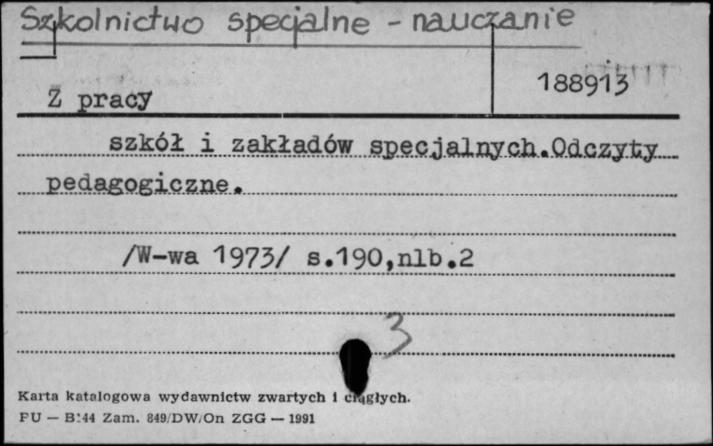 Szkolnictwo specjalne - nauczanie
188913
Z pracy
szkół i zakładów specjalnych.Odczyty
pedagogiczne.
/W-wa 1973/ s.190,nlb.2
3
Karta katalogowa wydawnictw zwartych i ciągłych.
PU — B:44 Zam. 849/DW/On ZGG — 1991